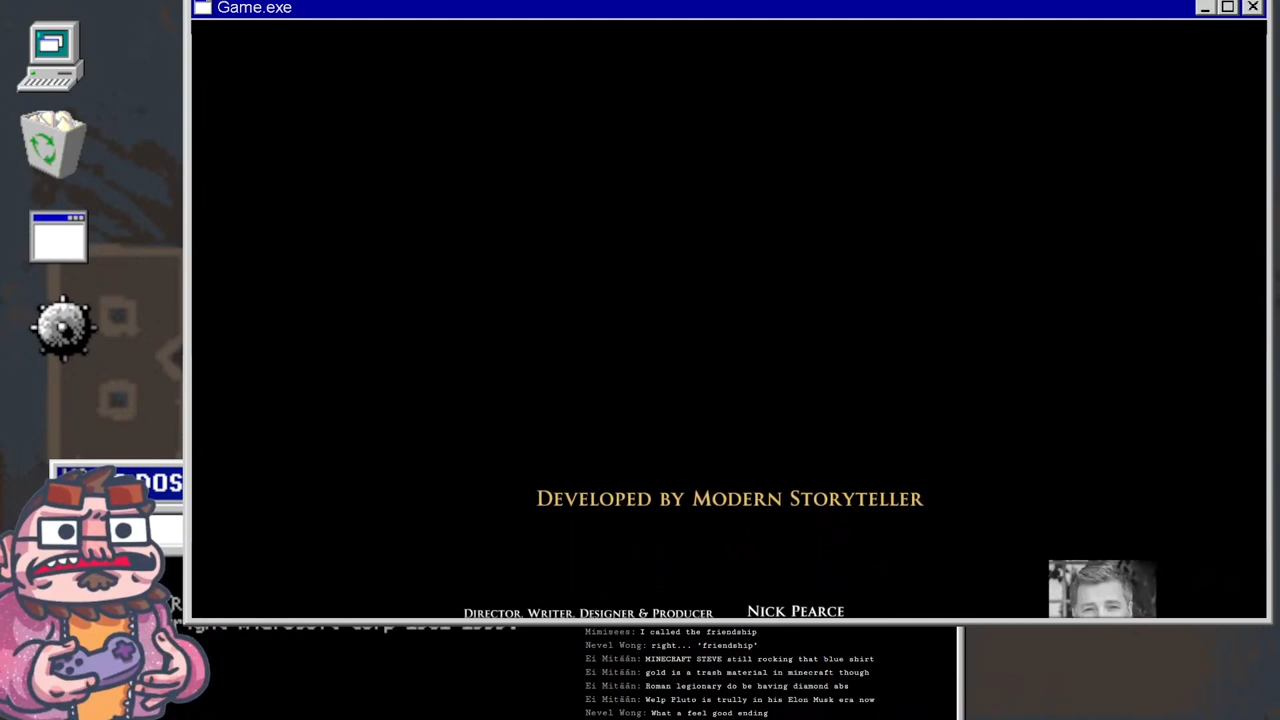 Game.exe
DOS
DEVELOPED BY MODERN STORYTELLER
DIRECTOR, WRITER, DESIGNER & PRODUCER NICK PEARCE
Mimisees: I called the friendship
Nevel Wong: right... 'friendship'
Ei Mitään: MINECRAFT STEVE still rocking that blue shirt
Ei Mitään: gold is a trash material in minecraft though
Ei Mitään: Roman legionary do be having diamond abs
Ei Mitään: Welp Pluto is trully in his Elon Musk era now
Nevel Wong: What a feel good ending